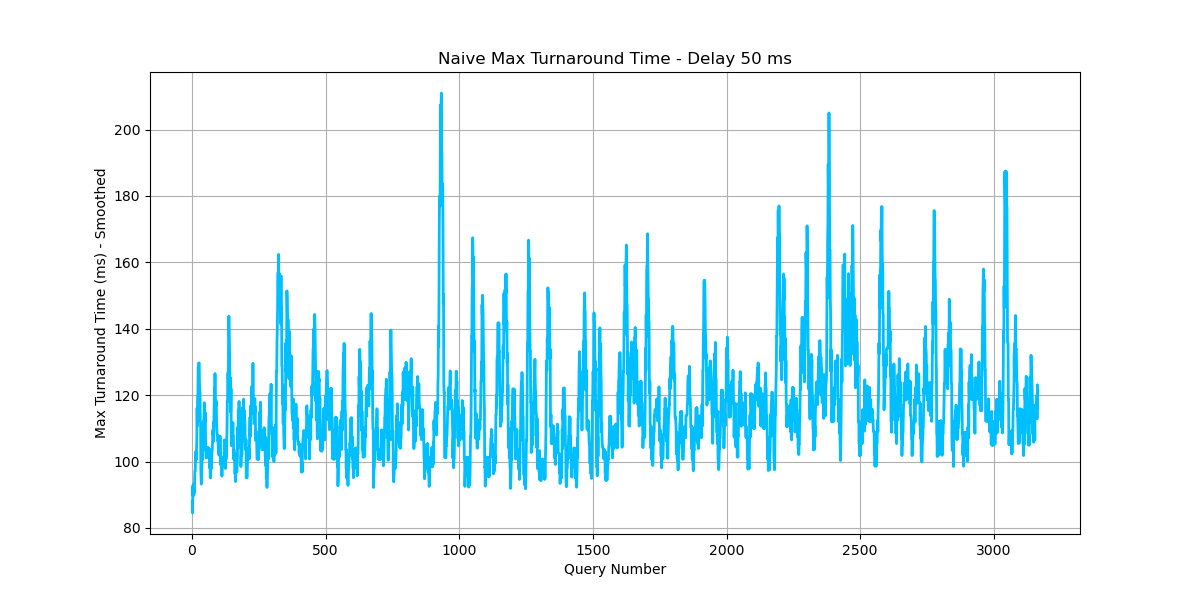 Naive Max Turnaround Time - Delay 50 ms
Max Turnaround Time (ms) - Smoothed
200
180
160
140
120
100
80
0 500 1000 1500 2000 2500 3000
Query Number